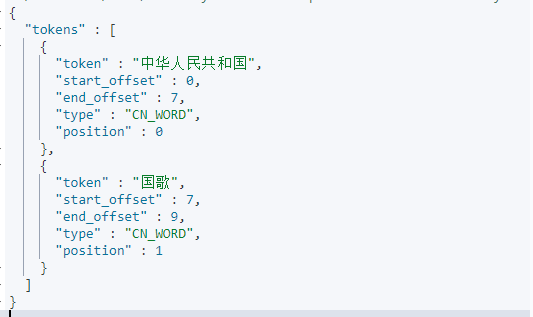 {
"tokens" : [
{
"token" : "中华人民共和国",
"start_offset" : 0,
"end_offset" : 7,
"type" : "CN_WORD",
"position" : 0
},
{
"token" : "国歌",
"start_offset" : 7,
"end_offset" : 9,
"type" : "CN_WORD",
"position" : 1
}
]
}